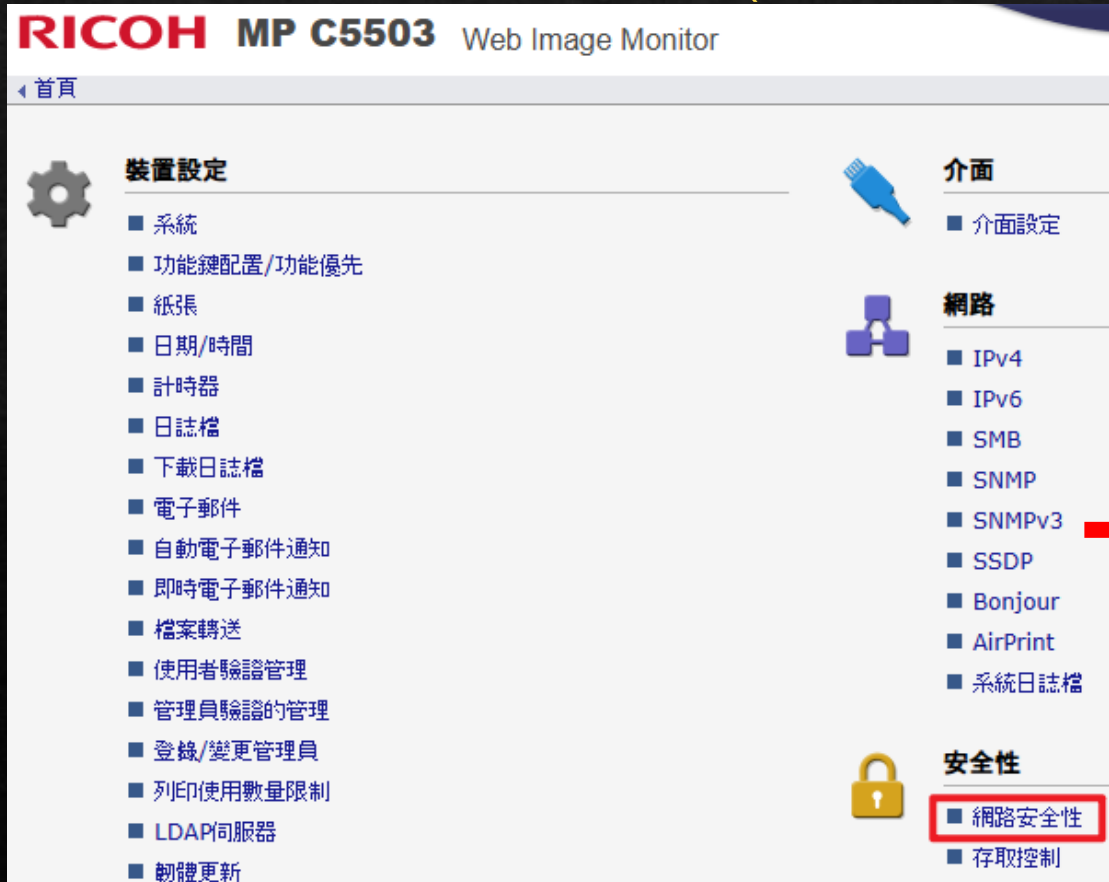 RICOH MP C5503 Web Image Monitor
首頁
裝置設定
系統
功能鍵配置/功能優先
紙張
日期/時間
計時器
日誌檔
下載日誌檔
電子郵件
自動電子郵件通知
即時電子郵件通知
檔案轉送
使用者驗證管理
管理員驗證的管理
登錄/變更管理員
列印使用數量限制
LDAP伺服器
韌體更新
介面
介面設定
網路
IPv4
IPv6
SMB
SNMP
SNMPv3
SSDP
Bonjour
AirPrint
系統日誌檔
安全性
網路安全性
存取控制